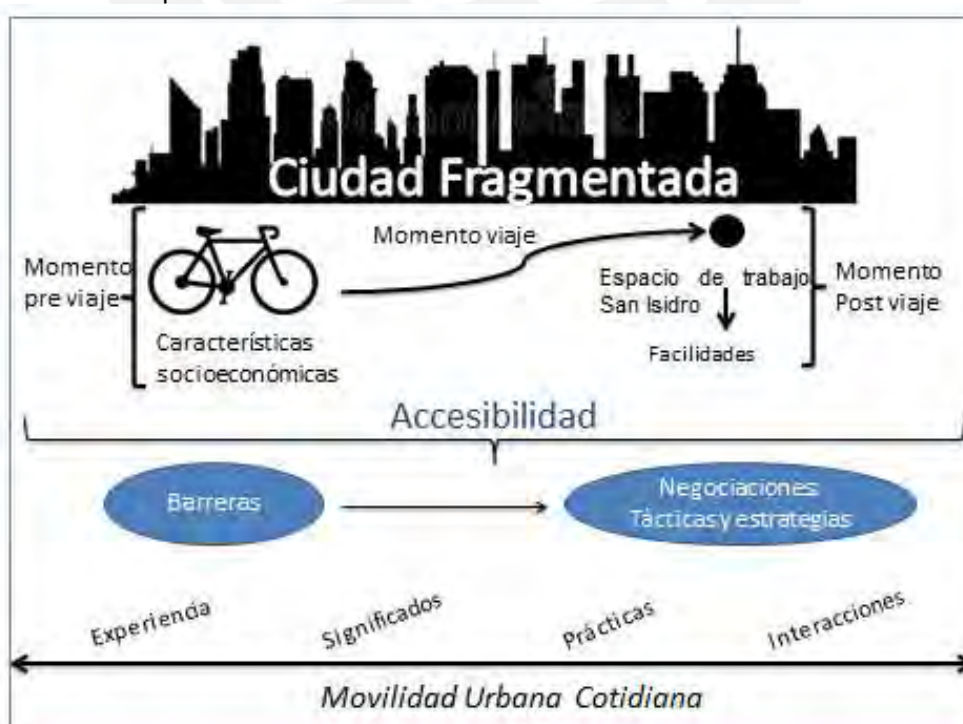 Ciudad Fragmentada
Momento
pre viaje
Momento viaje
Características
socioeconómicas
Espacio de trabajo
San Isidro
Facilidades
Momento
Post viaje
Accesibilidad
Barreras
Negociaciones:
Tácticas y estrategias
Experiencia
Significados
Prácticas
Interacciones
Movilidad Urbana Cotidiana